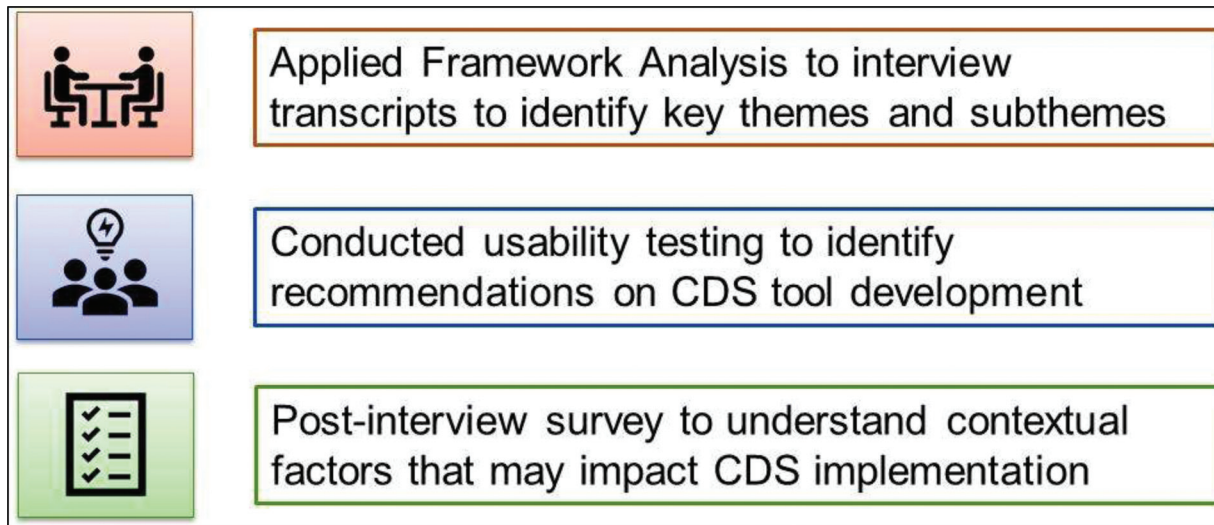 Applied Framework Analysis to interview
transcripts to identify key themes and subthemes
Conducted usability testing to identify
recommendations on CDS tool development
Post-interview survey to understand contextual
factors that may impact CDS implementation